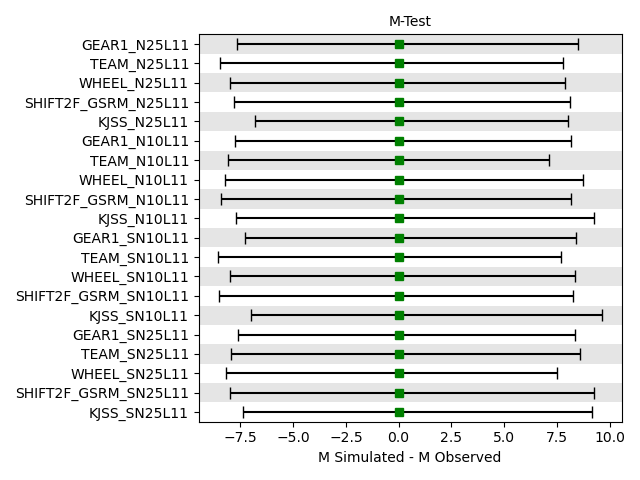 M-Test
GEAR1_N25L11
TEAM_N25L11
WHEEL_N25L11
SHIFT2F_GSRM_N25L11
KJSS_N25L11
GEAR1_N10L11
TEAM_N10L11
WHEEL_N10L11
SHIFT2F_GSRM_N10L11
KJSS_N10L11
GEAR1_SN10L11
TEAM_SN10L11
WHEEL_SN10L11
SHIFT2F_GSRM_SN10L11
KJSS_SN10L11
GEAR1_SN25L11
TEAM_SN25L11
WHEEL_SN25L11
SHIFT2F_GSRM_SN25L11
KJSS_SN25L11
−7.5 −5.0 −2.5 0.0 2.5 5.0 7.5 10.0
M Simulated - M Observed